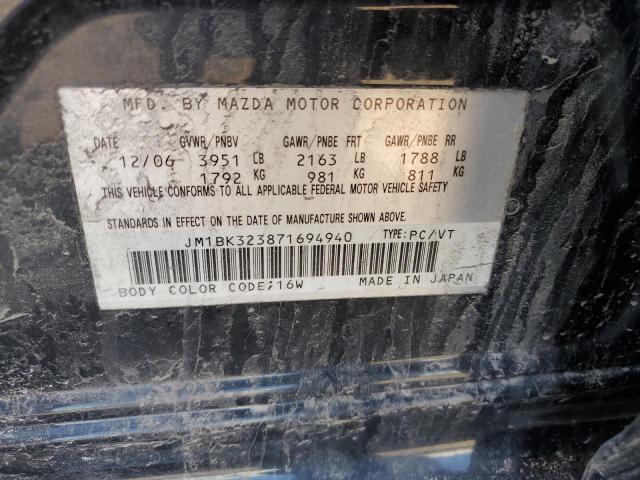 MFD. BY MAZDA MOTOR CORPORATION
DATE GVWR/PNBV GAWR/PNBE FRT GAWR/PNBE RR
12/06 3951 LB 2163 LB 1788 LB
1792 KG 981 KG 811 KG
THIS VEHICLE CONFORMS TO ALL APPLICABLE FEDERAL MOTOR VEHICLE SAFETY
STANDARDS IN EFFECT ON THE DATE OF MANUFACTURE SHOWN ABOVE.
JM1BK323871694940 TYPE:PC/VT
BODY COLOR CODE;16W MADE IN JAPAN